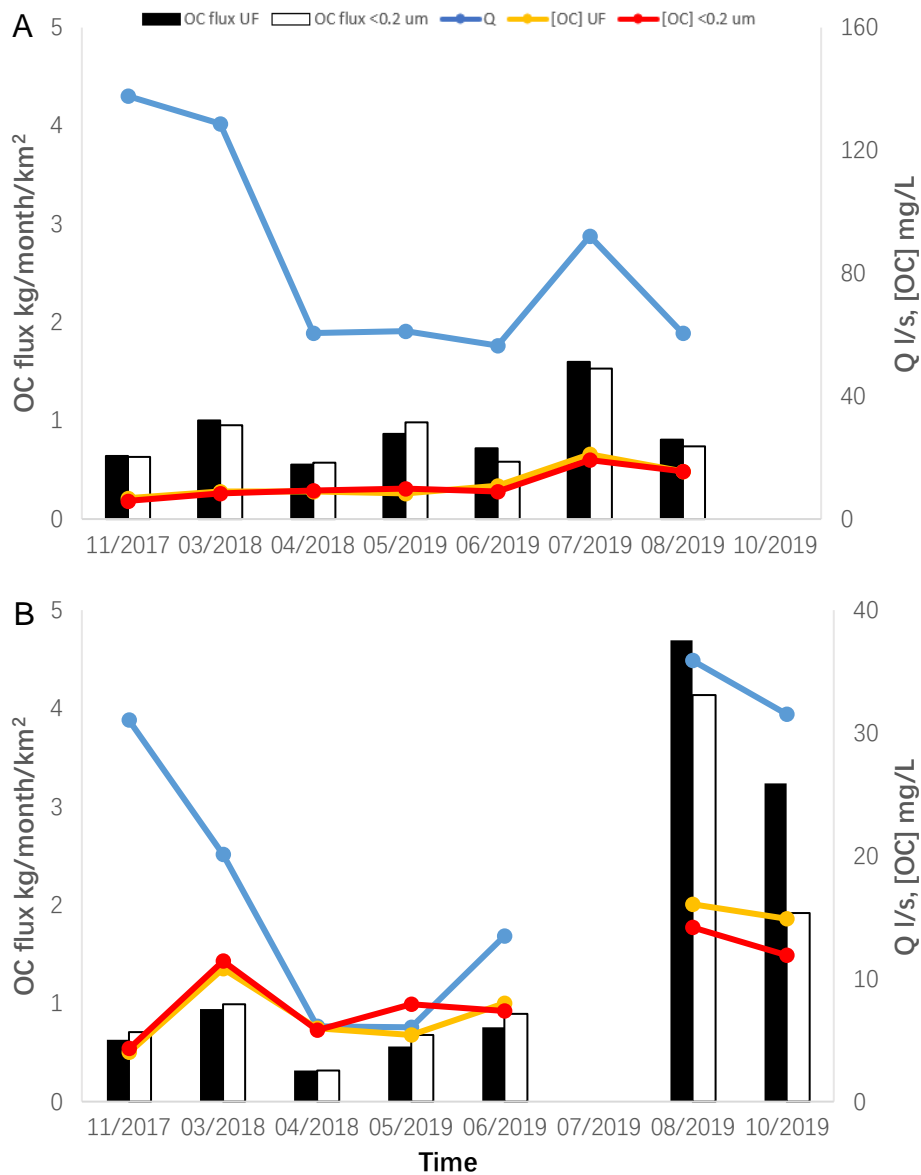 A
OC flux UF
OC flux <0.2 um
Q
[OC] UF
[OC] <0.2 um
5
4
3
2
1
0
OC flux kg/month/km²
160
120
80
40
0
Q l/s, [OC] mg/L
11/2017 03/2018 04/2018 05/2019 06/2019 07/2019 08/2019 10/2019
B
5
4
3
2
1
0
OC flux kg/month/km²
40
30
20
10
0
Q l/s, [OC] mg/L
11/2017 03/2018 04/2018 05/2019 06/2019 07/2019 08/2019 10/2019
Time